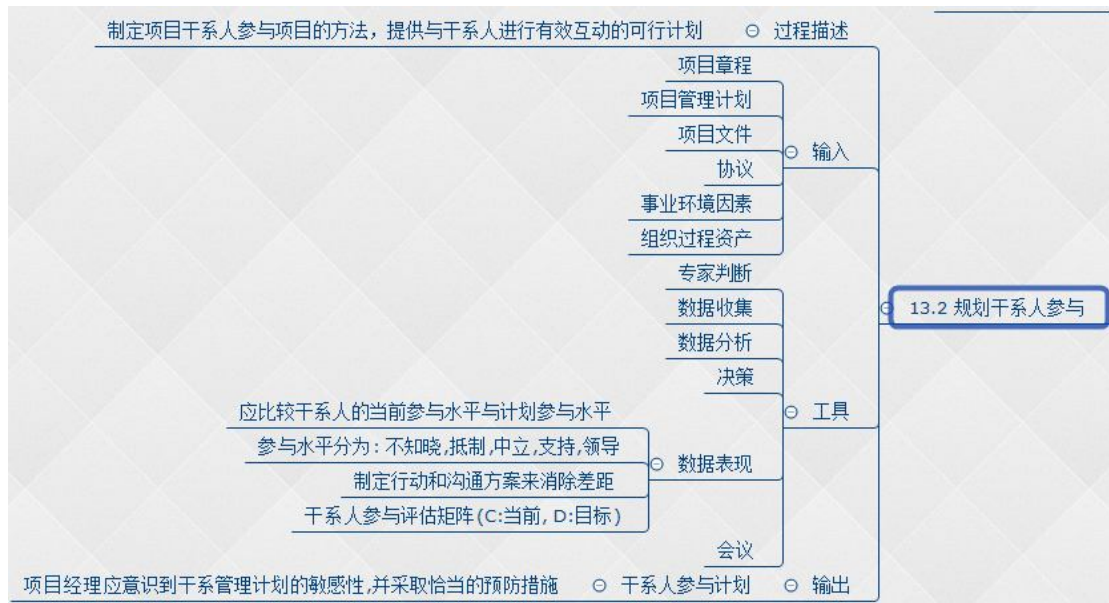 制定项目干系人参与项目的方法，提供与干系人进行有效互动的可行计划 过程描述
项目章程
项目管理计划
项目文件
输入
协议
事业环境因素
组织过程资产
专家判断
数据收集
13.2 规划干系人参与
数据分析
决策
应比较干系人的当前参与水平与计划参与水平
工具
参与水平分为：不知晓,抵制,中立,支持,领导
数据表现
制定行动和沟通方案来消除差距
干系人参与评估矩阵(C:当前, D:目标)
会议
项目经理应意识到干系管理计划的敏感性,并采取恰当的预防措施 干系人参与计划 输出